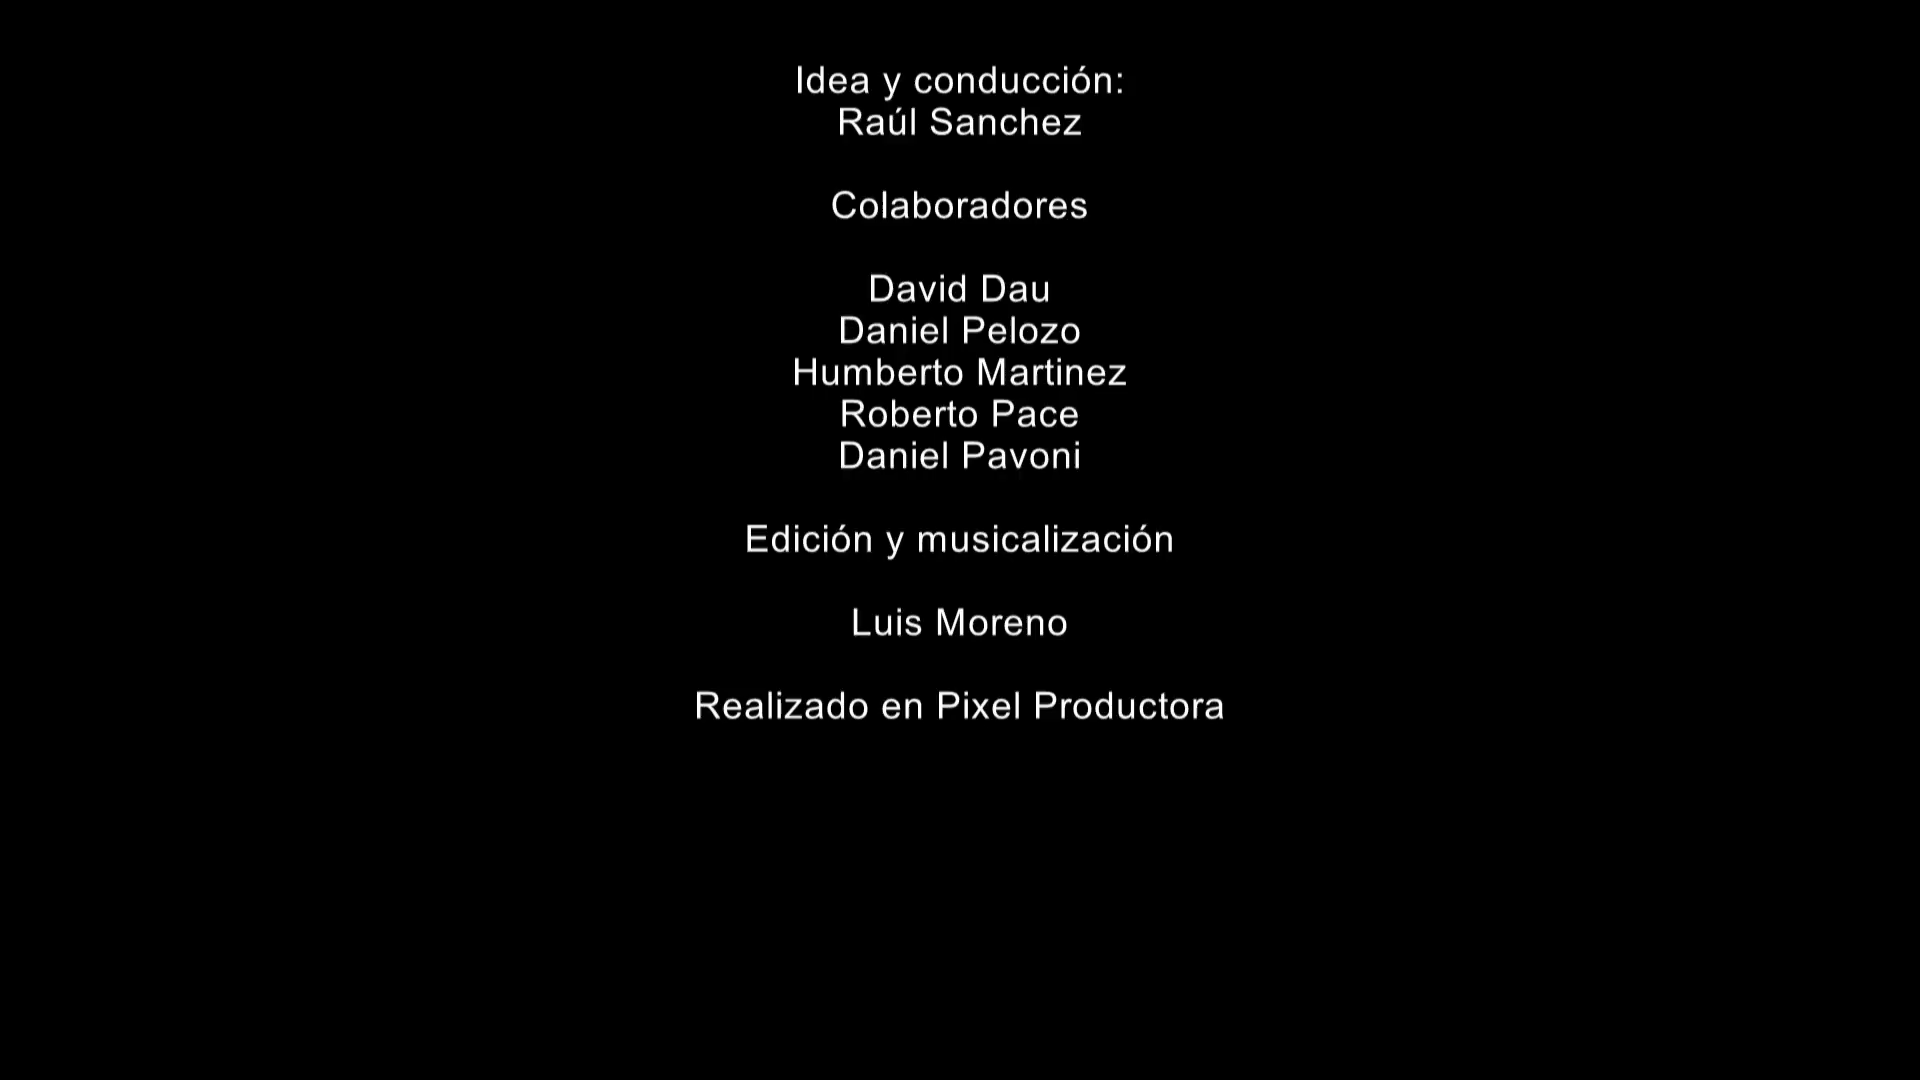 Idea y conducción:
Raúl Sanchez
Colaboradores
David Dau
Daniel Pelozo
Humberto Martinez
Roberto Pace
Daniel Pavoni
Edición y musicalización
Luis Moreno
Realizado en Pixel Productora